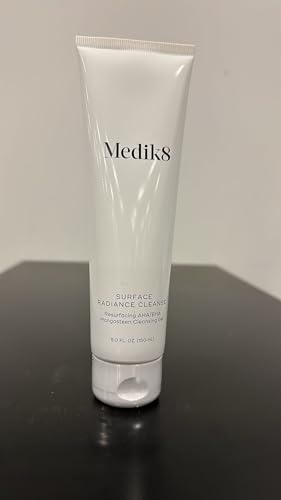 Medik8
SURFACE
RADIANCE CLEANSE
Resurfacing AHA/BHA
Mangosteen Cleansing Gel
5.0 FL. OZ. (150 mL)